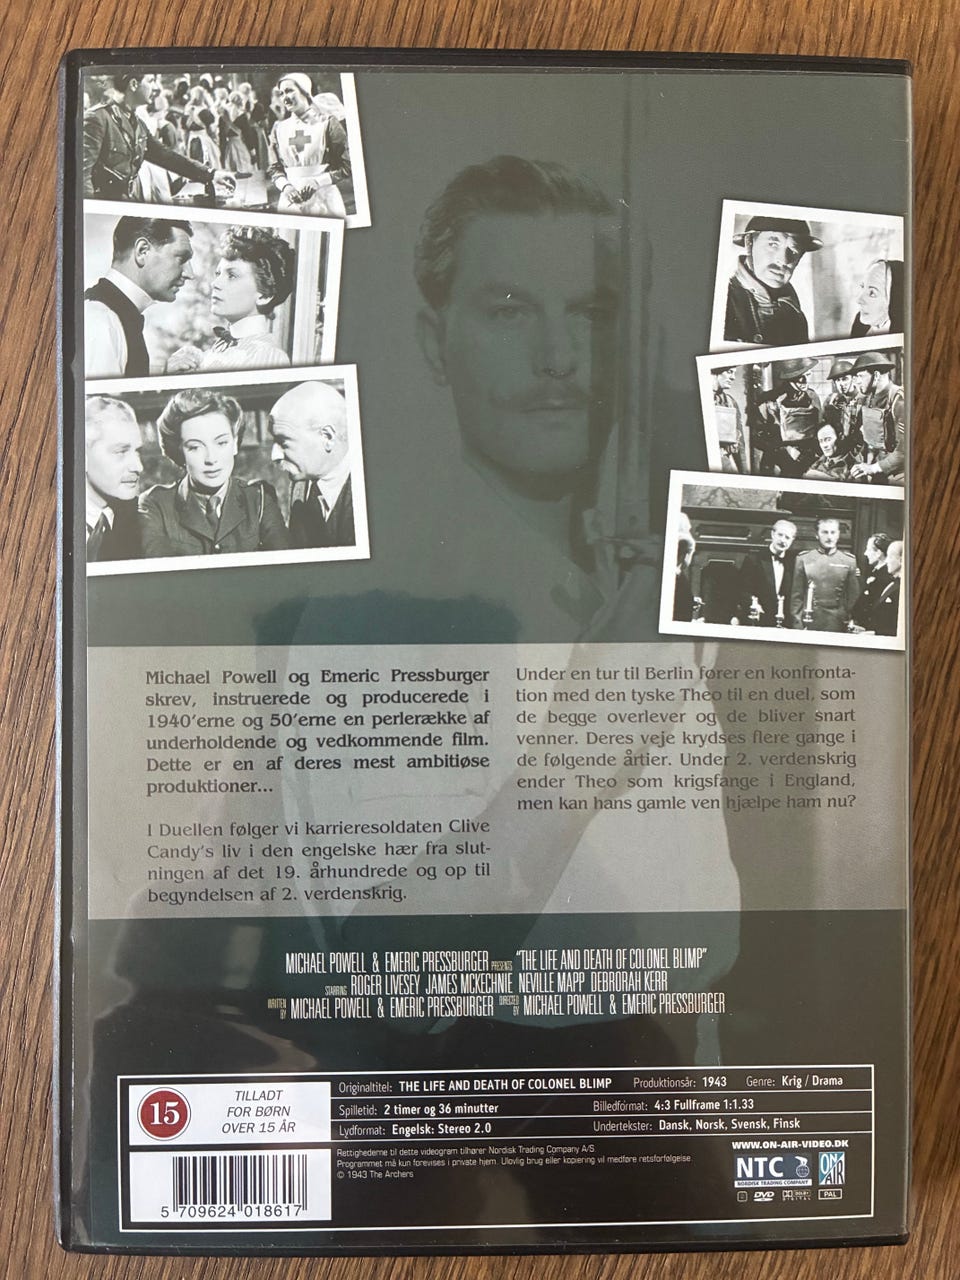 Michael Powell og Emeric Pressburger
skrev, instruerede og producerede i
1940'erne og 50'erne en perlerække af
underholdende og vedkommende film.
Dette er en af deres mest ambitiøse
produktioner...
I Duellen følger vi karrieresoldaten Clive
Candy's liv i den engelske hær fra slut-
ningen af det 19. århundrede og op til
begyndelsen af 2. verdenskrig.
Under en tur til Berlin fører en konfronta-
tion med den tyske Theo til en duel, som
de begge overlever og de bliver snart
venner. Deres veje krydses flere gange i
de følgende årtier. Under 2. verdenskrig
ender Theo som krigsfange i England,
men kan hans gamle ven hjælpe ham nu?
MICHAEL POWELL & EMERIC PRESSBURGER PRESENTS "THE LIFE AND DEATH OF COLONEL BLIMP"
STARRING ROGER LIVESEY JAMES MCKECHNIE NEVILLE MAPP DEBRORAH KERR
WRITTEN BY MICHAEL POWELL & EMERIC PRESSBURGER DIRECTED BY MICHAEL POWELL & EMERIC PRESSBURGER
15
TILLADT
FOR BØRN
OVER 15 ÅR
Originaltitel: THE LIFE AND DEATH OF COLONEL BLIMP Produktionsår: 1943 Genre: Krig / Drama
Spilletid: 2 timer og 36 minutter Billedformat: 4:3 Fullframe 1:1.33
Lydformat: Engelsk: Stereo 2.0 Undertekster: Dansk, Norsk, Svensk, Finsk
Rettighederne til dette videogram tilhører Nordisk Trading Company A/S.
Programmet må kun forevises i private hjem. Ulovlig brug eller kopiering vil medføre retsforfølgelse.
© 1943 The Archers
WWW.ON-AIR-VIDEO.DK
NTC
NORDISK TRADING COMPANY
ON AIR
DVD
DOLBY
DIGITAL
PAL
5 709624 018617